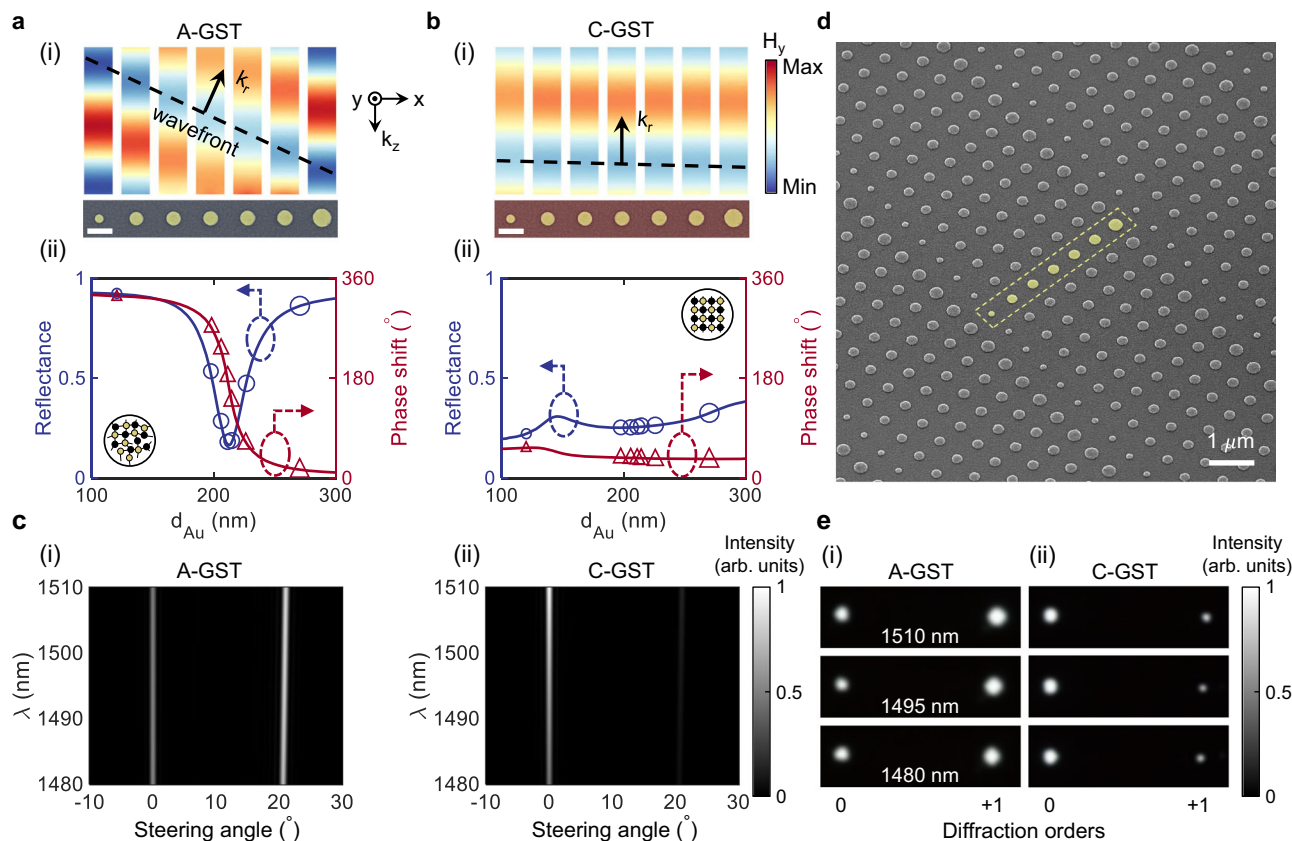 a
A-GST
(i)
k_r
wavefront
y
x
k_z
(ii)
1
0.5
0
Reflectance
360
180
0
Phase shift (°)
100
200
300
d_Au (nm)
b
C-GST
(i)
k_r
H_y
Max
Min
(ii)
1
0.5
0
Reflectance
360
180
0
Phase shift (°)
100
200
300
d_Au (nm)
c
(i)
A-GST
1510
1500
1490
1480
λ (nm)
-10
0
10
20
30
Steering angle (°)
(ii)
C-GST
1510
1500
1490
1480
λ (nm)
-10
0
10
20
30
Steering angle (°)
Intensity
(arb. units)
1
0.5
0
d
1 μm
e
(i)
A-GST
1510 nm
1495 nm
1480 nm
0
+1
(ii)
C-GST
0
+1
Diffraction orders
Intensity
(arb. units)
1
0.5
0